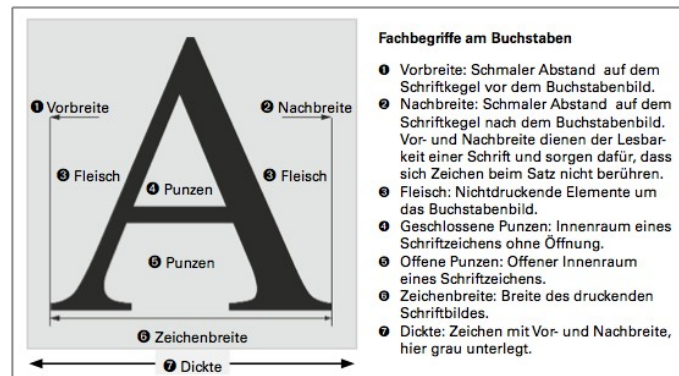 ❶ Vorbreite
❷ Nachbreite
❸ Fleisch
❸ Fleisch
❹ Punzen
❺ Punzen
❻ Zeichenbreite
❼ Dickte
Fachbegriffe am Buchstaben
❶ Vorbreite: Schmaler Abstand auf dem
Schriftkegel vor dem Buchstabenbild.
❷ Nachbreite: Schmaler Abstand auf dem
Schriftkegel nach dem Buchstabenbild.
Vor- und Nachbreite dienen der Lesbar-
keit einer Schrift und sorgen dafür, dass
sich Zeichen beim Satz nicht berühren.
❸ Fleisch: Nichtdruckende Elemente um
das Buchstabenbild.
❹ Geschlossene Punzen: Innenraum eines
Schriftzeichens ohne Öffnung.
❺ Offene Punzen: Offener Innenraum
eines Schriftzeichens.
❻ Zeichenbreite: Breite des druckenden
Schriftbildes.
❼ Dickte: Zeichen mit Vor- und Nachbreite,
hier grau unterlegt.
A